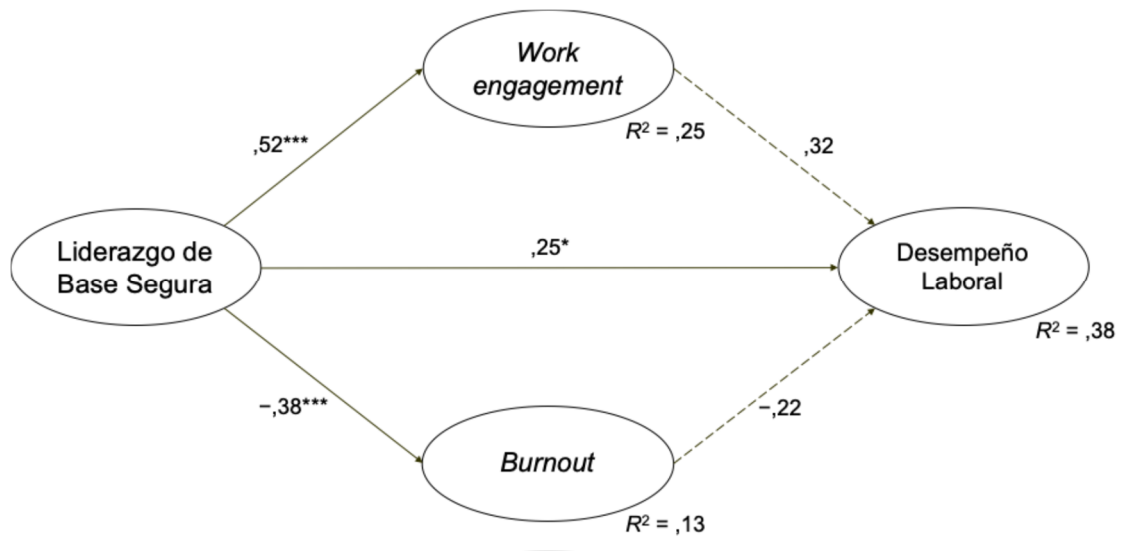 Work
engagement
R² = ,25
,52***
,32
Liderazgo de
Base Segura
,25*
Desempeño
Laboral
R² = ,38
−,38***
−,22
Burnout
R² = ,13